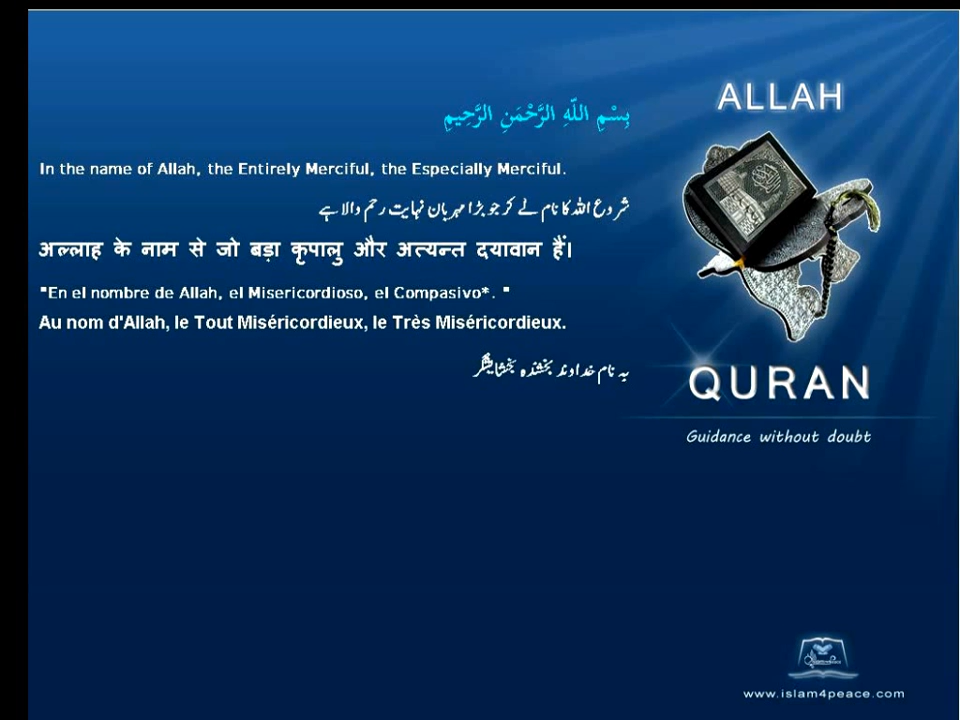 بِسْمِ اللّهِ الرَّحْمَنِ الرَّحِيمِ
In the name of Allah, the Entirely Merciful, the Especially Merciful.
شروع الله کا نام لے کر جو بڑا مہربان نہایت رحم والا ہے
अल्लाह के नाम से जो बड़ा कृपालु और अत्यन्त दयावान हैं।
"En el nombre de Allah, el Misericordioso, el Compasivo*. "
Au nom d'Allah, le Tout Miséricordieux, le Très Miséricordieux.
به نام خداوند بخشنده بخشایشگر
ALLAH
QURAN
Guidance without doubt
www.islam4peace.com